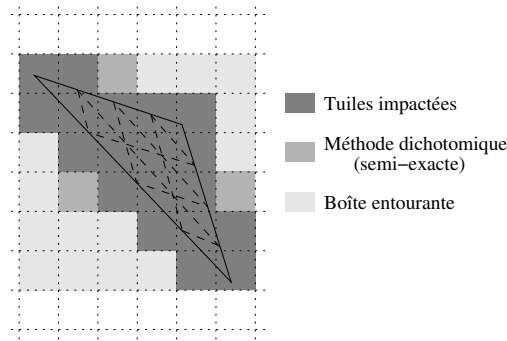 Tuiles impactées
Méthode dichotomique
(semi−exacte)
Boîte entourante